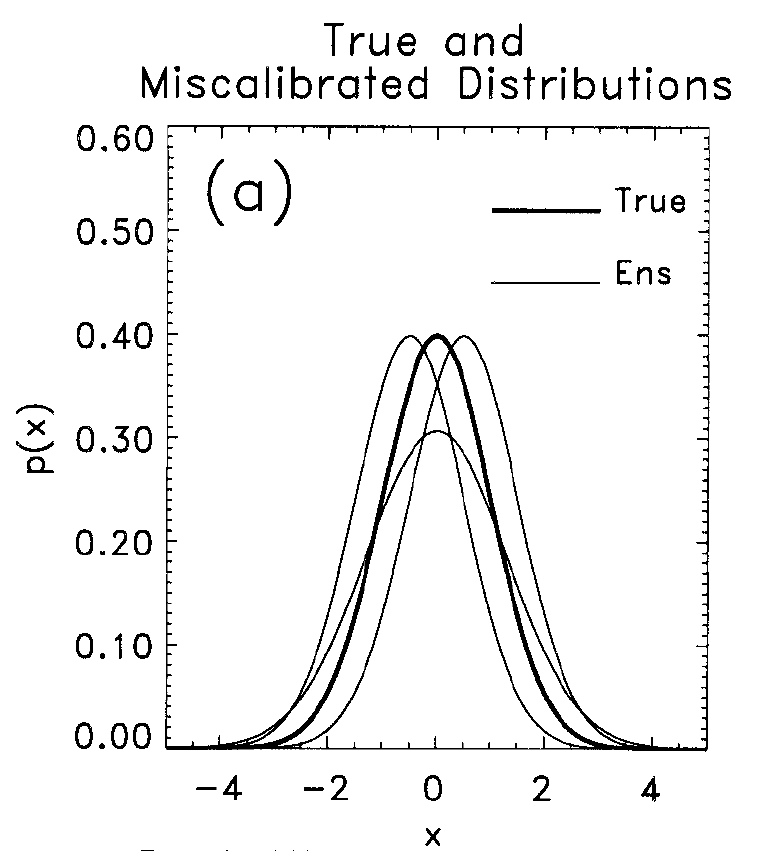 True and
Miscalibrated Distributions
(a)
True
Ens
0.60
0.50
0.40
0.30
0.20
0.10
0.00
p(x)
-4 -2 0 2 4
x